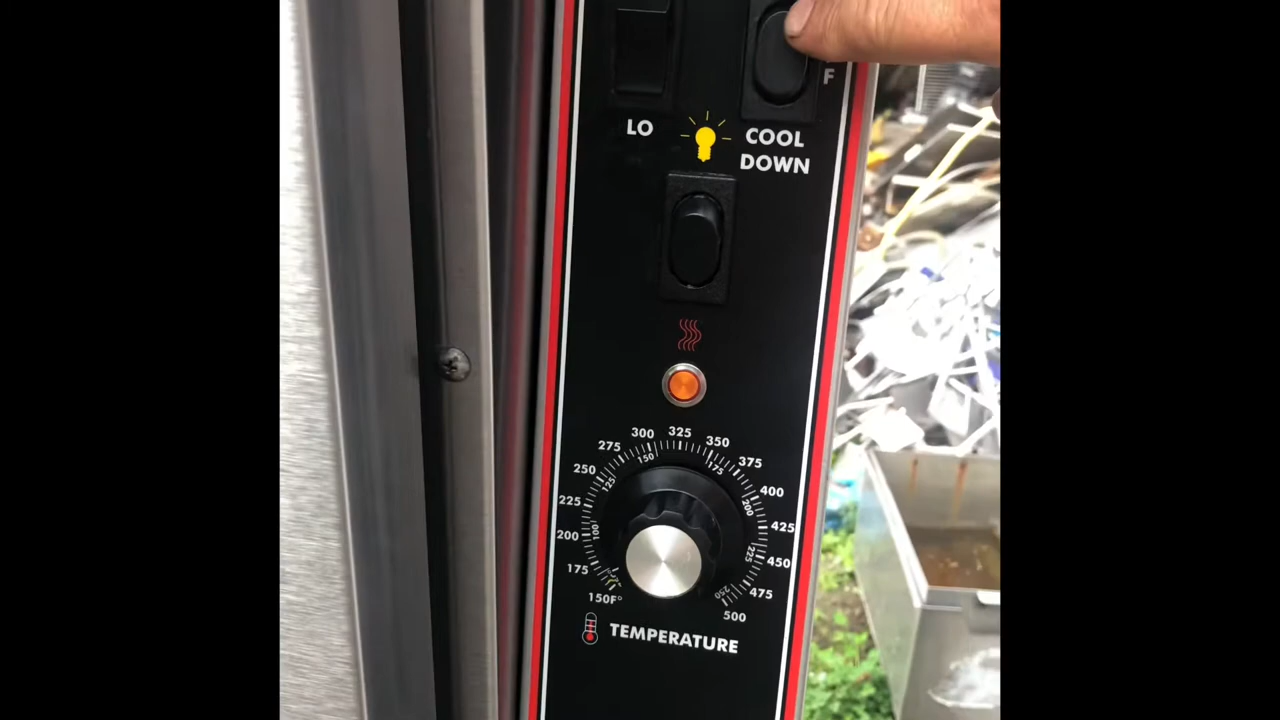 F
LO
COOL
DOWN
300 325 350
275 375
150 175
250 400
125 200
225 425
100
200 450
225
175 475
250
150F° 500
TEMPERATURE